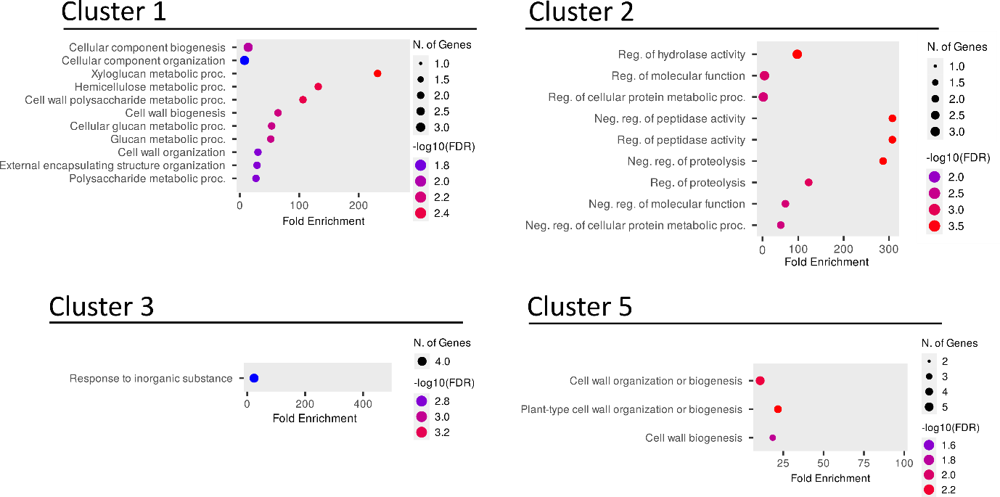 Cluster 1
Cellular component biogenesis
Cellular component organization
Xyloglucan metabolic proc.
Hemicellulose metabolic proc.
Cell wall polysaccharide metabolic proc.
Cell wall biogenesis
Cellular glucan metabolic proc.
Glucan metabolic proc.
Cell wall organization
External encapsulating structure organization
Polysaccharide metabolic proc.
0 100 200
Fold Enrichment
N. of Genes
1.0
1.5
2.0
2.5
3.0
-log10(FDR)
1.8
2.0
2.2
2.4
Cluster 2
Reg. of hydrolase activity
Reg. of molecular function
Reg. of cellular protein metabolic proc.
Neg. reg. of peptidase activity
Reg. of peptidase activity
Neg. reg. of proteolysis
Reg. of proteolysis
Neg. reg. of molecular function
Neg. reg. of cellular protein metabolic proc.
0 100 200 300
Fold Enrichment
N. of Genes
1.0
1.5
2.0
2.5
3.0
-log10(FDR)
2.0
2.5
3.0
3.5
Cluster 3
Response to inorganic substance
0 200 400
Fold Enrichment
N. of Genes
4.0
-log10(FDR)
2.8
3.0
3.2
Cluster 5
Cell wall organization or biogenesis
Plant-type cell wall organization or biogenesis
Cell wall biogenesis
25 50 75 100
Fold Enrichment
N. of Genes
2
3
4
5
-log10(FDR)
1.6
1.8
2.0
2.2